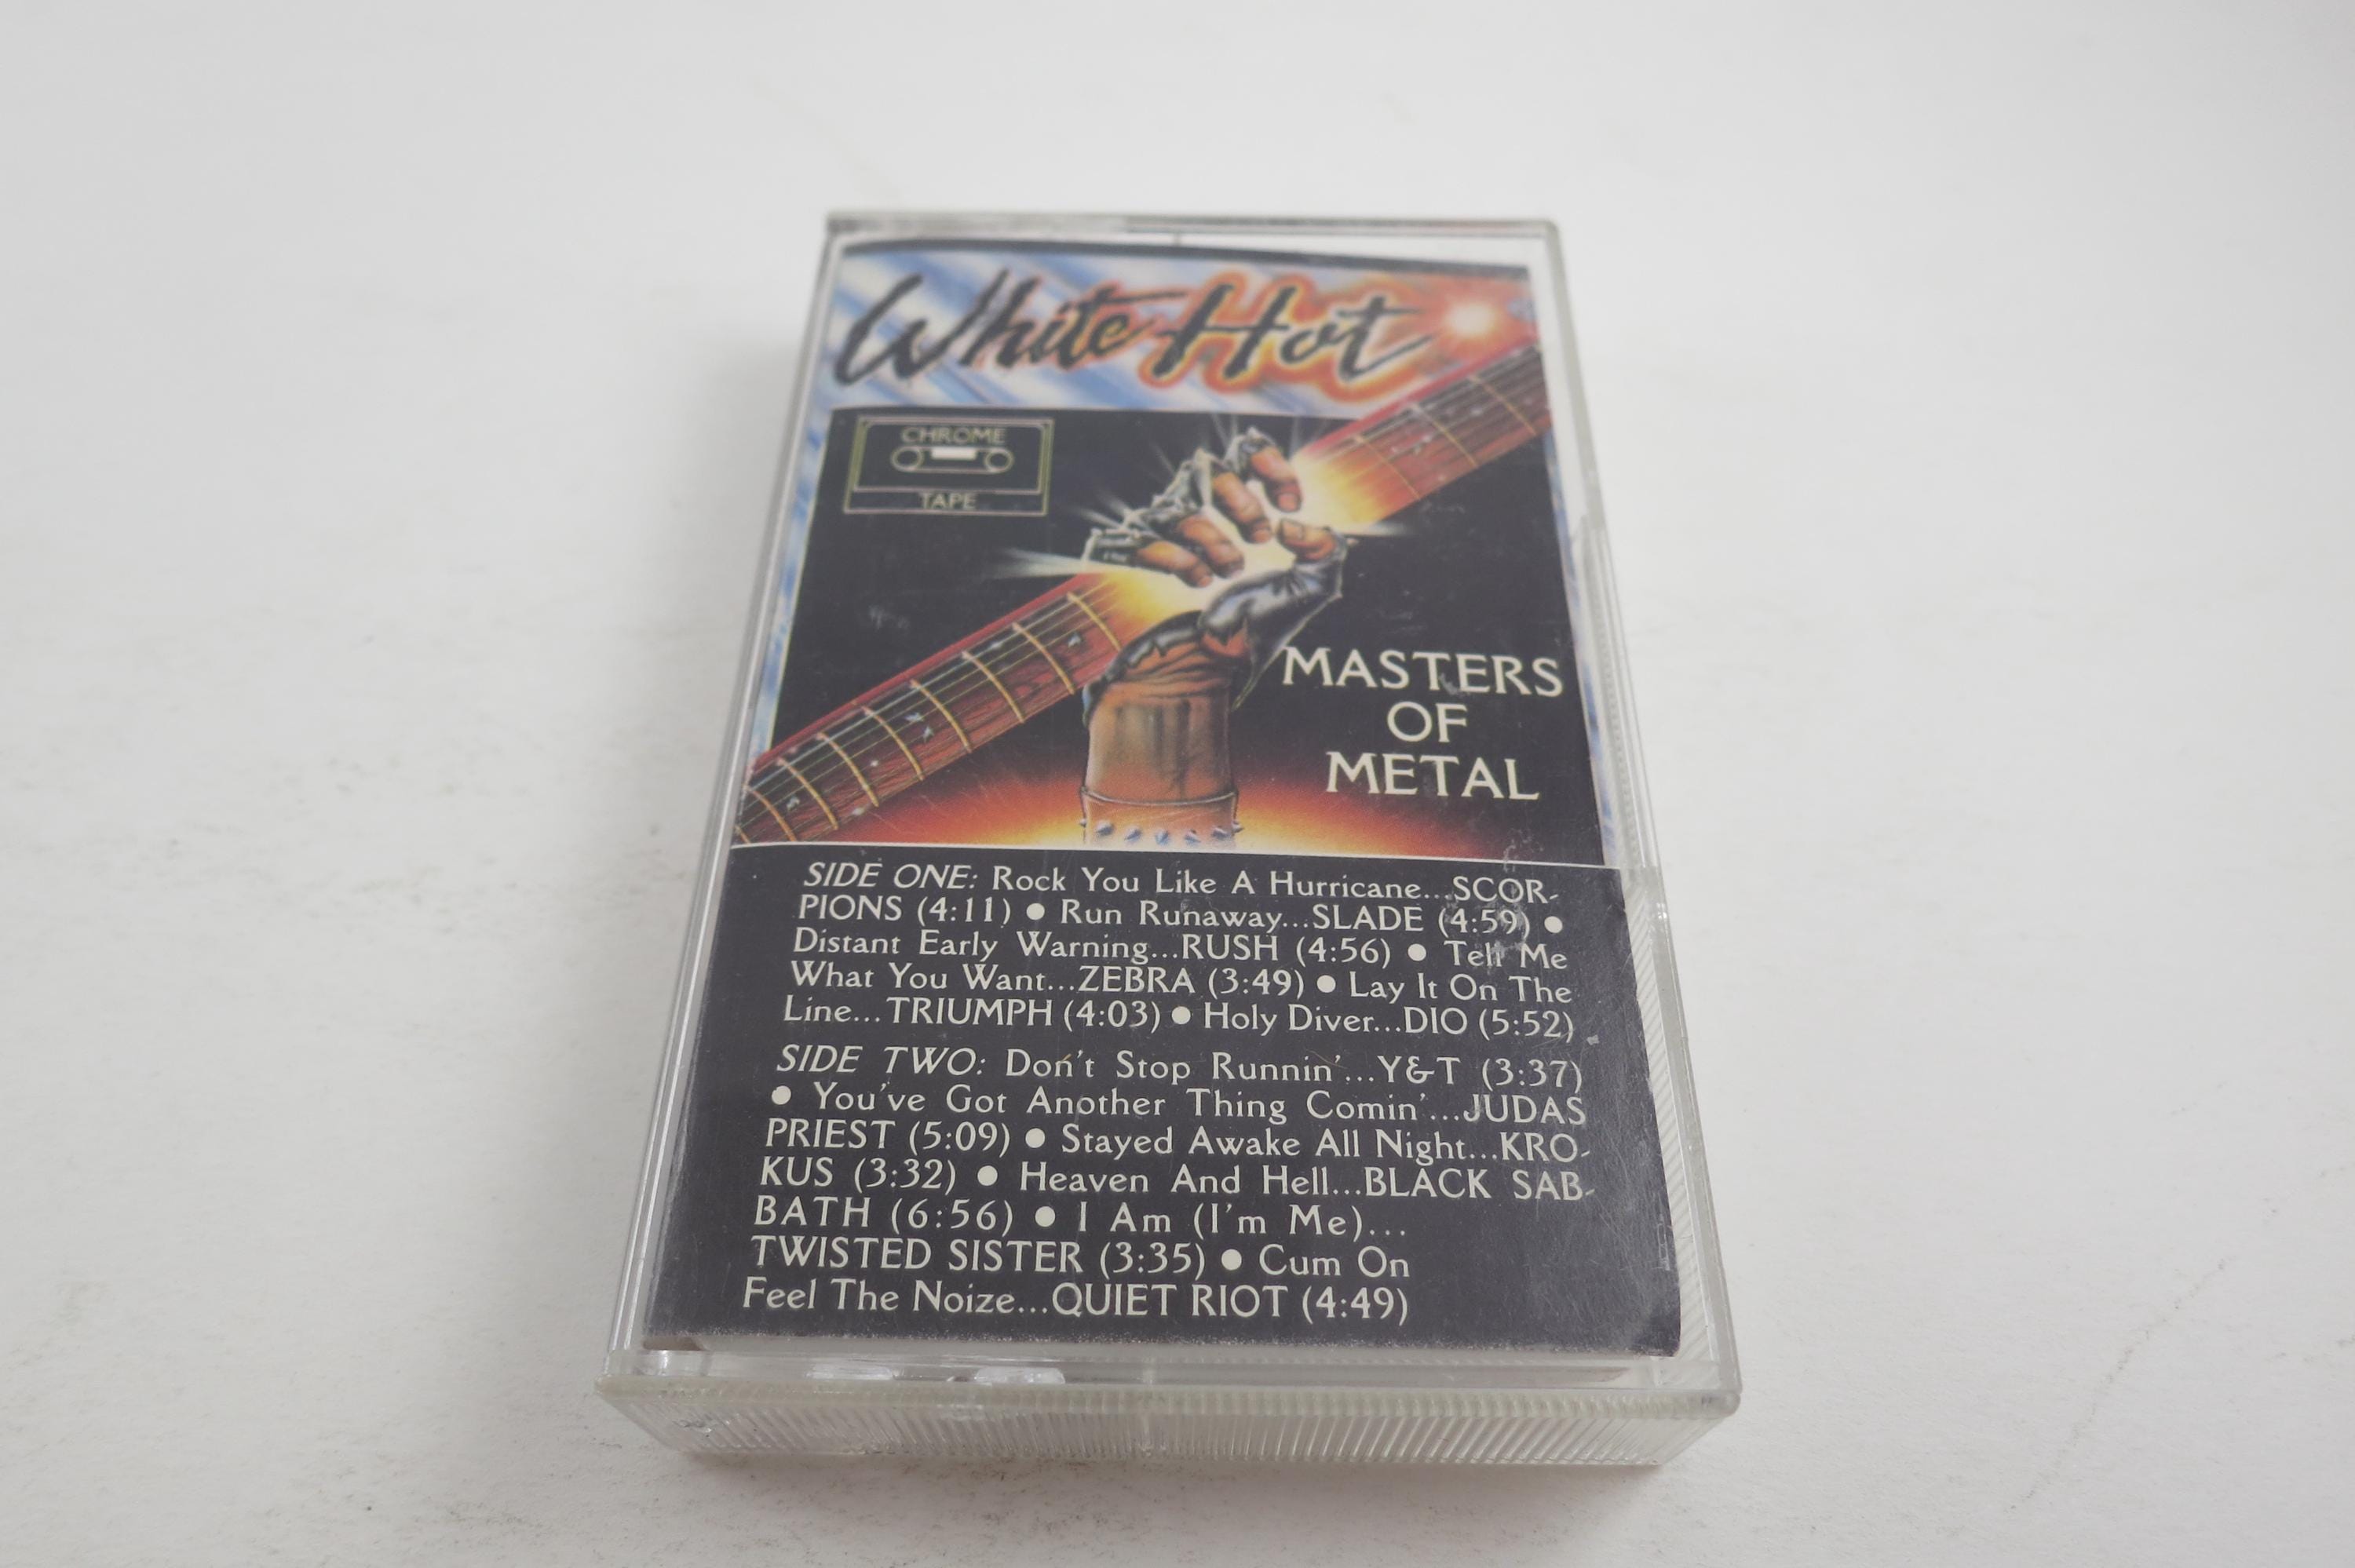 White Hot
CHROME
TAPE
MASTERS
OF
METAL
SIDE ONE: Rock You Like A Hurricane...SCOR-
PIONS (4:11) ● Run Runaway...SLADE (4:59) ●
Distant Early Warning...RUSH (4:56) ● Tell Me
What You Want...ZEBRA (3:49) ● Lay It On The
Line...TRIUMPH (4:03) ● Holy Diver...DIO (5:52)
SIDE TWO: Don't Stop Runnin'...Y&T (3:37)
● You've Got Another Thing Comin'...JUDAS
PRIEST (5:09) ● Stayed Awake All Night...KRO-
KUS (3:32) ● Heaven And Hell...BLACK SAB-
BATH (6:56) ● I Am (I'm Me)...
TWISTED SISTER (3:35) ● Cum On
Feel The Noize...QUIET RIOT (4:49)